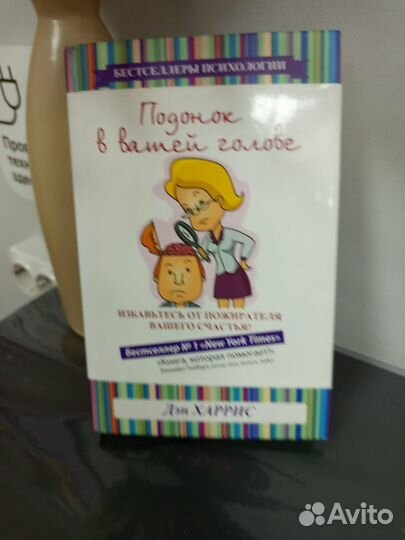 БЕСТСЕЛЛЕРЫ ПСИХОЛОГИИ
Подонок
в вашей голове
ИЗБАВЬТЕСЬ ОТ ПОЖИРАТЕЛЯ
ВАШЕГО СЧАСТЬЯ!
Бестселлер № 1 «New York Times»
«Книга, которая помогает!»
Дэн ХАРРИС
Avito